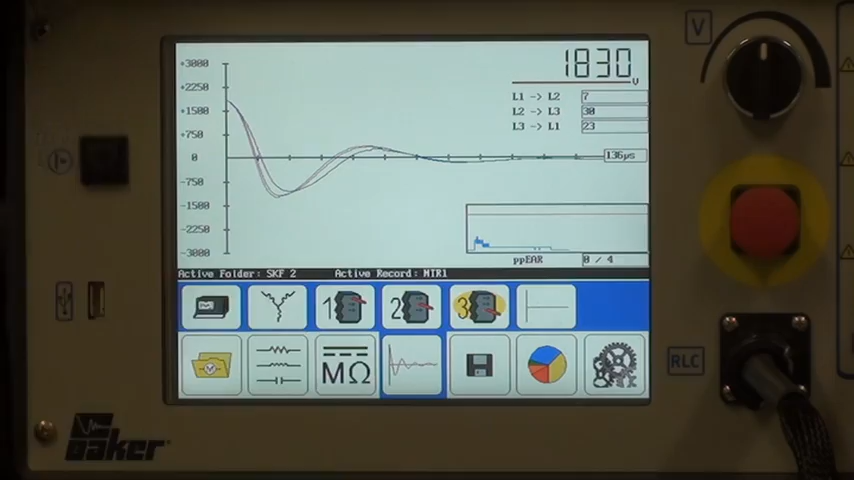 +3000
+2250
+1500
+750
0
-750
-1500
-2250
-3000
1830
V
L1 -> L2 7
L2 -> L3 30
L3 -> L1 23
136µs
ppEAR 0 / 4
Active Folder: SKF 2 Active Record: MTR1
1
2
3
MΩ
V
RLC
Baker